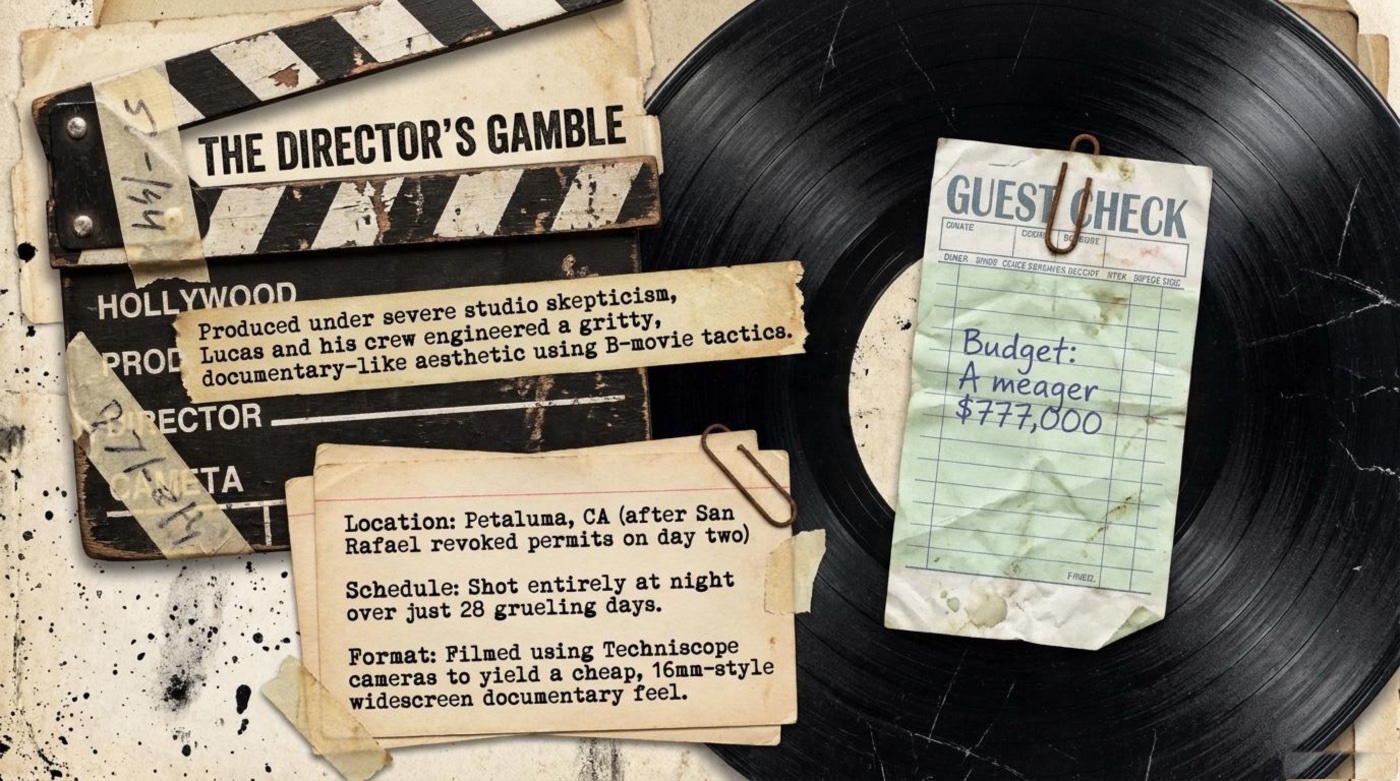 THE DIRECTOR'S GAMBLE
HOLLYWOOD
PROD
DIRECTOR
CAMETA
Produced under severe studio skepticism,
Lucas and his crew engineered a gritty,
documentary-like aesthetic using B-movie tactics.
Location: Petaluma, CA (after San
Rafael revoked permits on day two)
Schedule: Shot entirely at night
over just 28 grueling days.
Format: Filmed using Techniscope
cameras to yield a cheap, 16mm-style
widescreen documentary feel.
GUEST CHECK
Budget:
A meager
$777,000